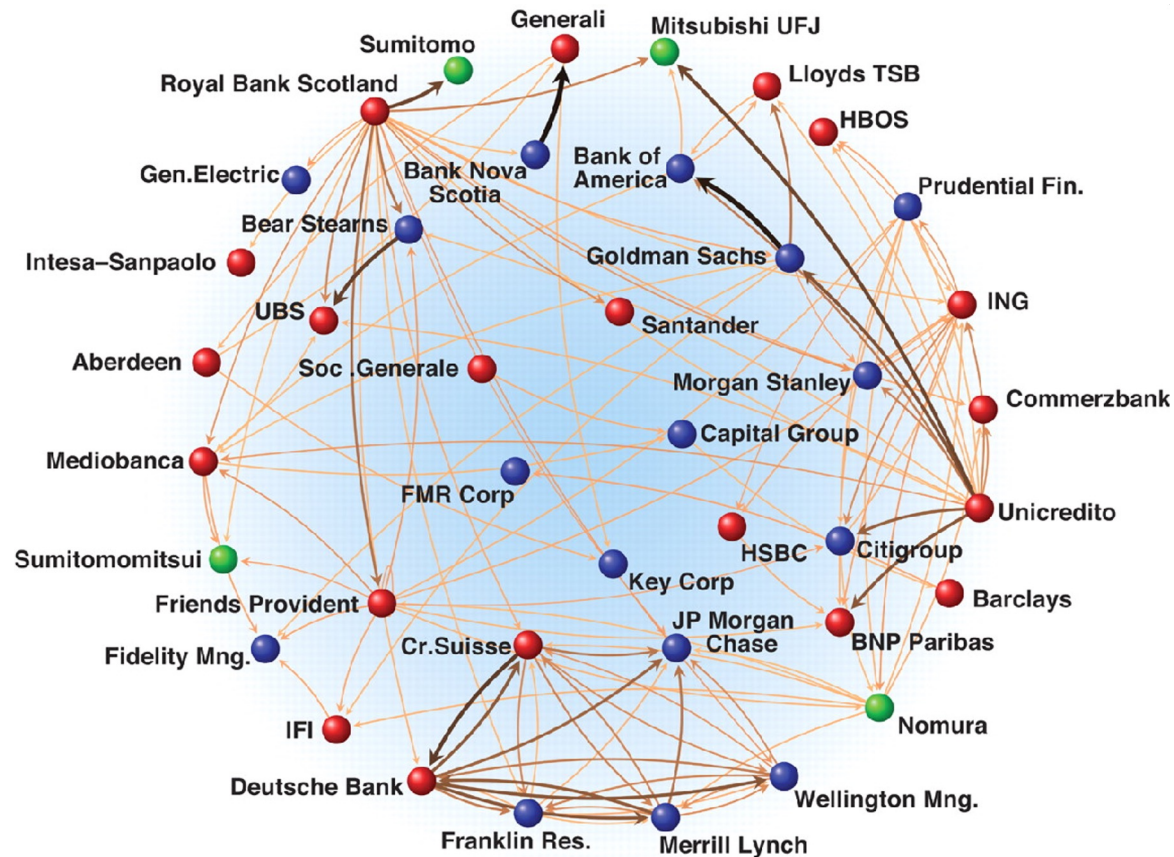 Generali
Mitsubishi UFJ
Sumitomo
Lloyds TSB
Royal Bank Scotland
HBOS
Gen.Electric
Bank Nova
Scotia
Bank of
America
Prudential Fin.
Bear Stearns
Intesa–Sanpaolo
Goldman Sachs
UBS
ING
Santander
Aberdeen
Soc .Generale
Morgan Stanley
Commerzbank
Capital Group
Mediobanca
FMR Corp
Unicredito
Sumitomomitsui
HSBC
Citigroup
Key Corp
Barclays
Friends Provident
JP Morgan
Chase
BNP Paribas
Cr.Suisse
Fidelity Mng.
IFI
Nomura
Deutsche Bank
Wellington Mng.
Franklin Res.
Merrill Lynch